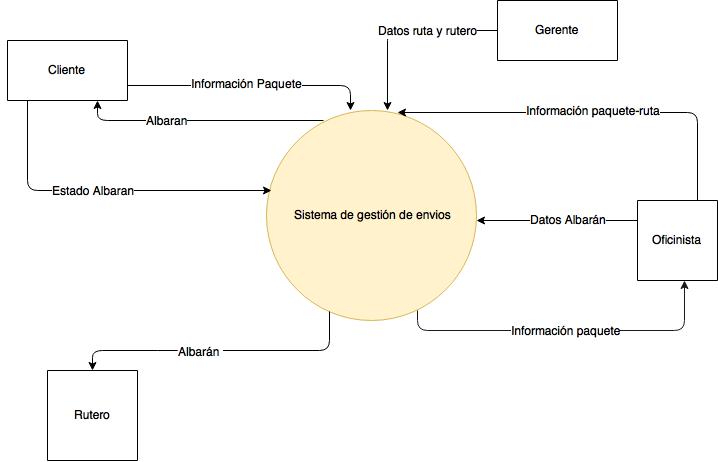 Gerente
Datos ruta y rutero
Cliente
Información Paquete
Información paquete-ruta
Albaran
Estado Albaran
Sistema de gestión de envios
Datos Albarán
Oficinista
Información paquete
Albarán
Rutero